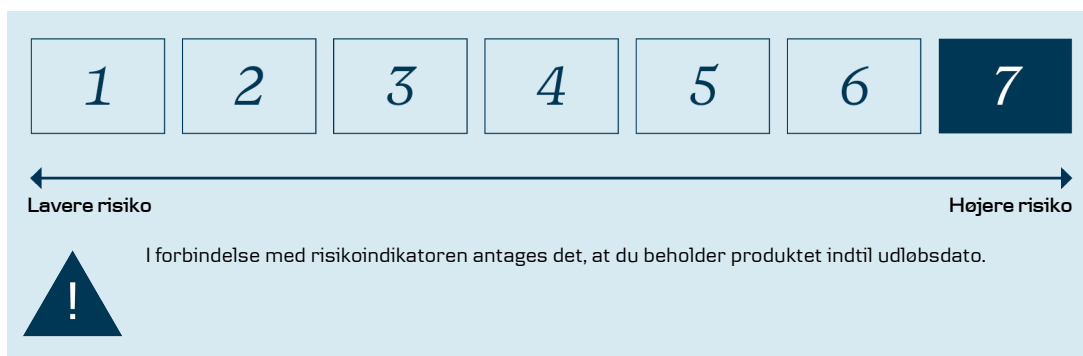 1 2 3 4 5 6 7
Lavere risiko Højere risiko
I forbindelse med risikoindikatoren antages det, at du beholder produktet indtil udløbsdato.
!